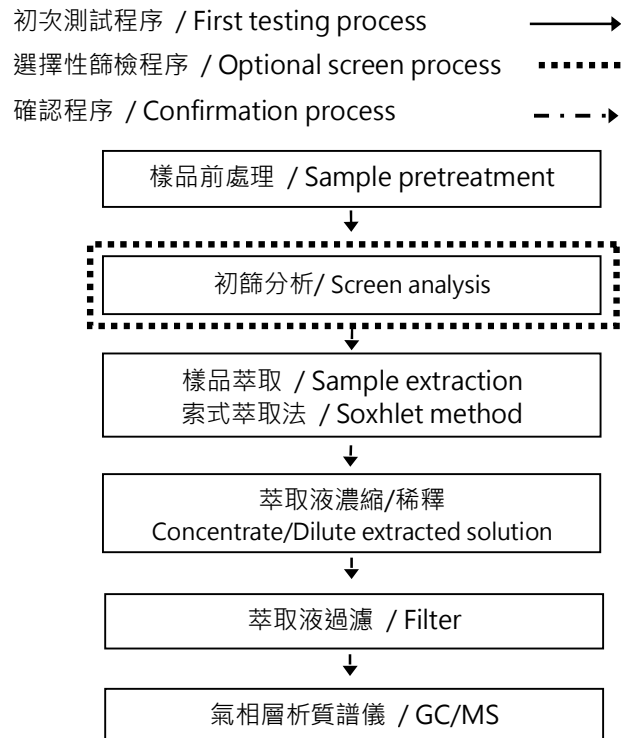 初次測試程序 / First testing process
選擇性篩檢程序 / Optional screen process
確認程序 / Confirmation process
樣品前處理 / Sample pretreatment
初篩分析/ Screen analysis
樣品萃取 / Sample extraction
索式萃取法 / Soxhlet method
萃取液濃縮/稀釋
Concentrate/Dilute extracted solution
萃取液過濾 / Filter
氣相層析質譜儀 / GC/MS